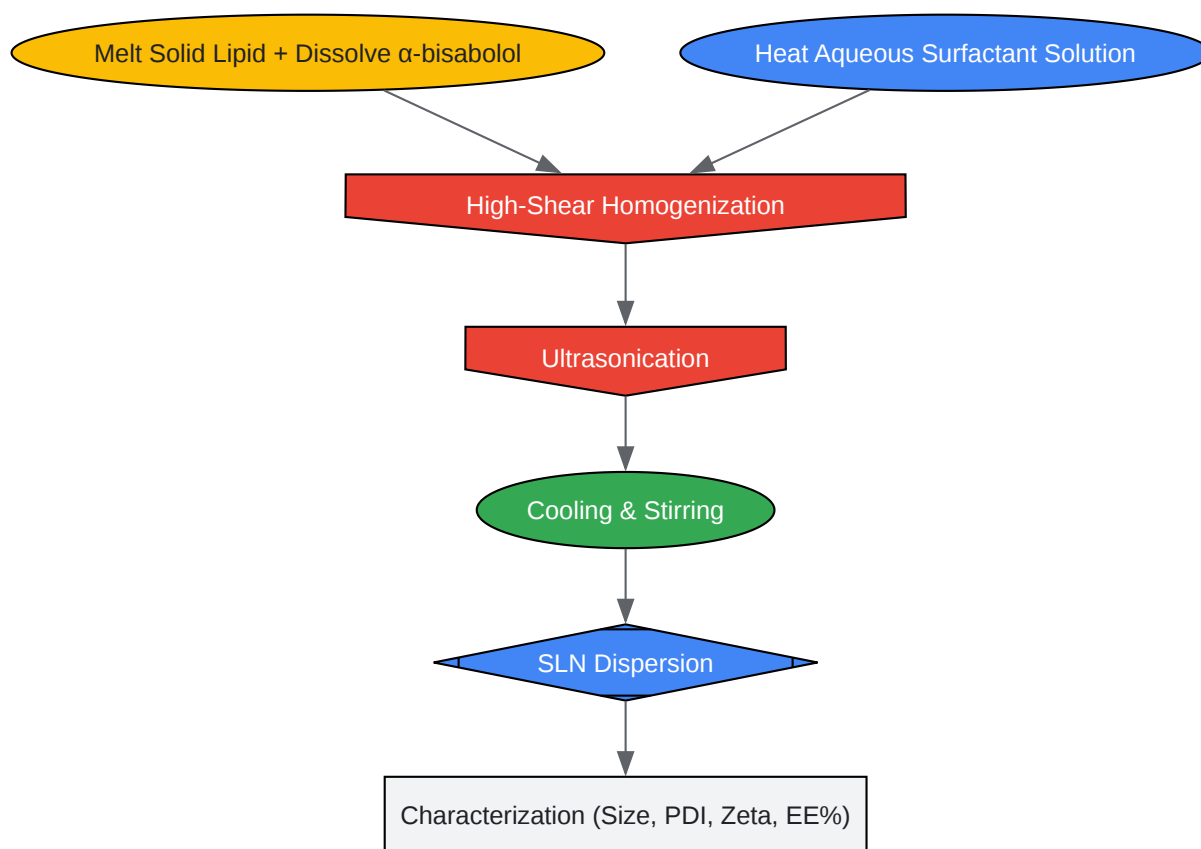 Melt Solid Lipid + Dissolve α-bisabolol
Heat Aqueous Surfactant Solution
High-Shear Homogenization
Ultrasonication
Cooling & Stirring
SLN Dispersion
Characterization (Size, PDI, Zeta, EE%)